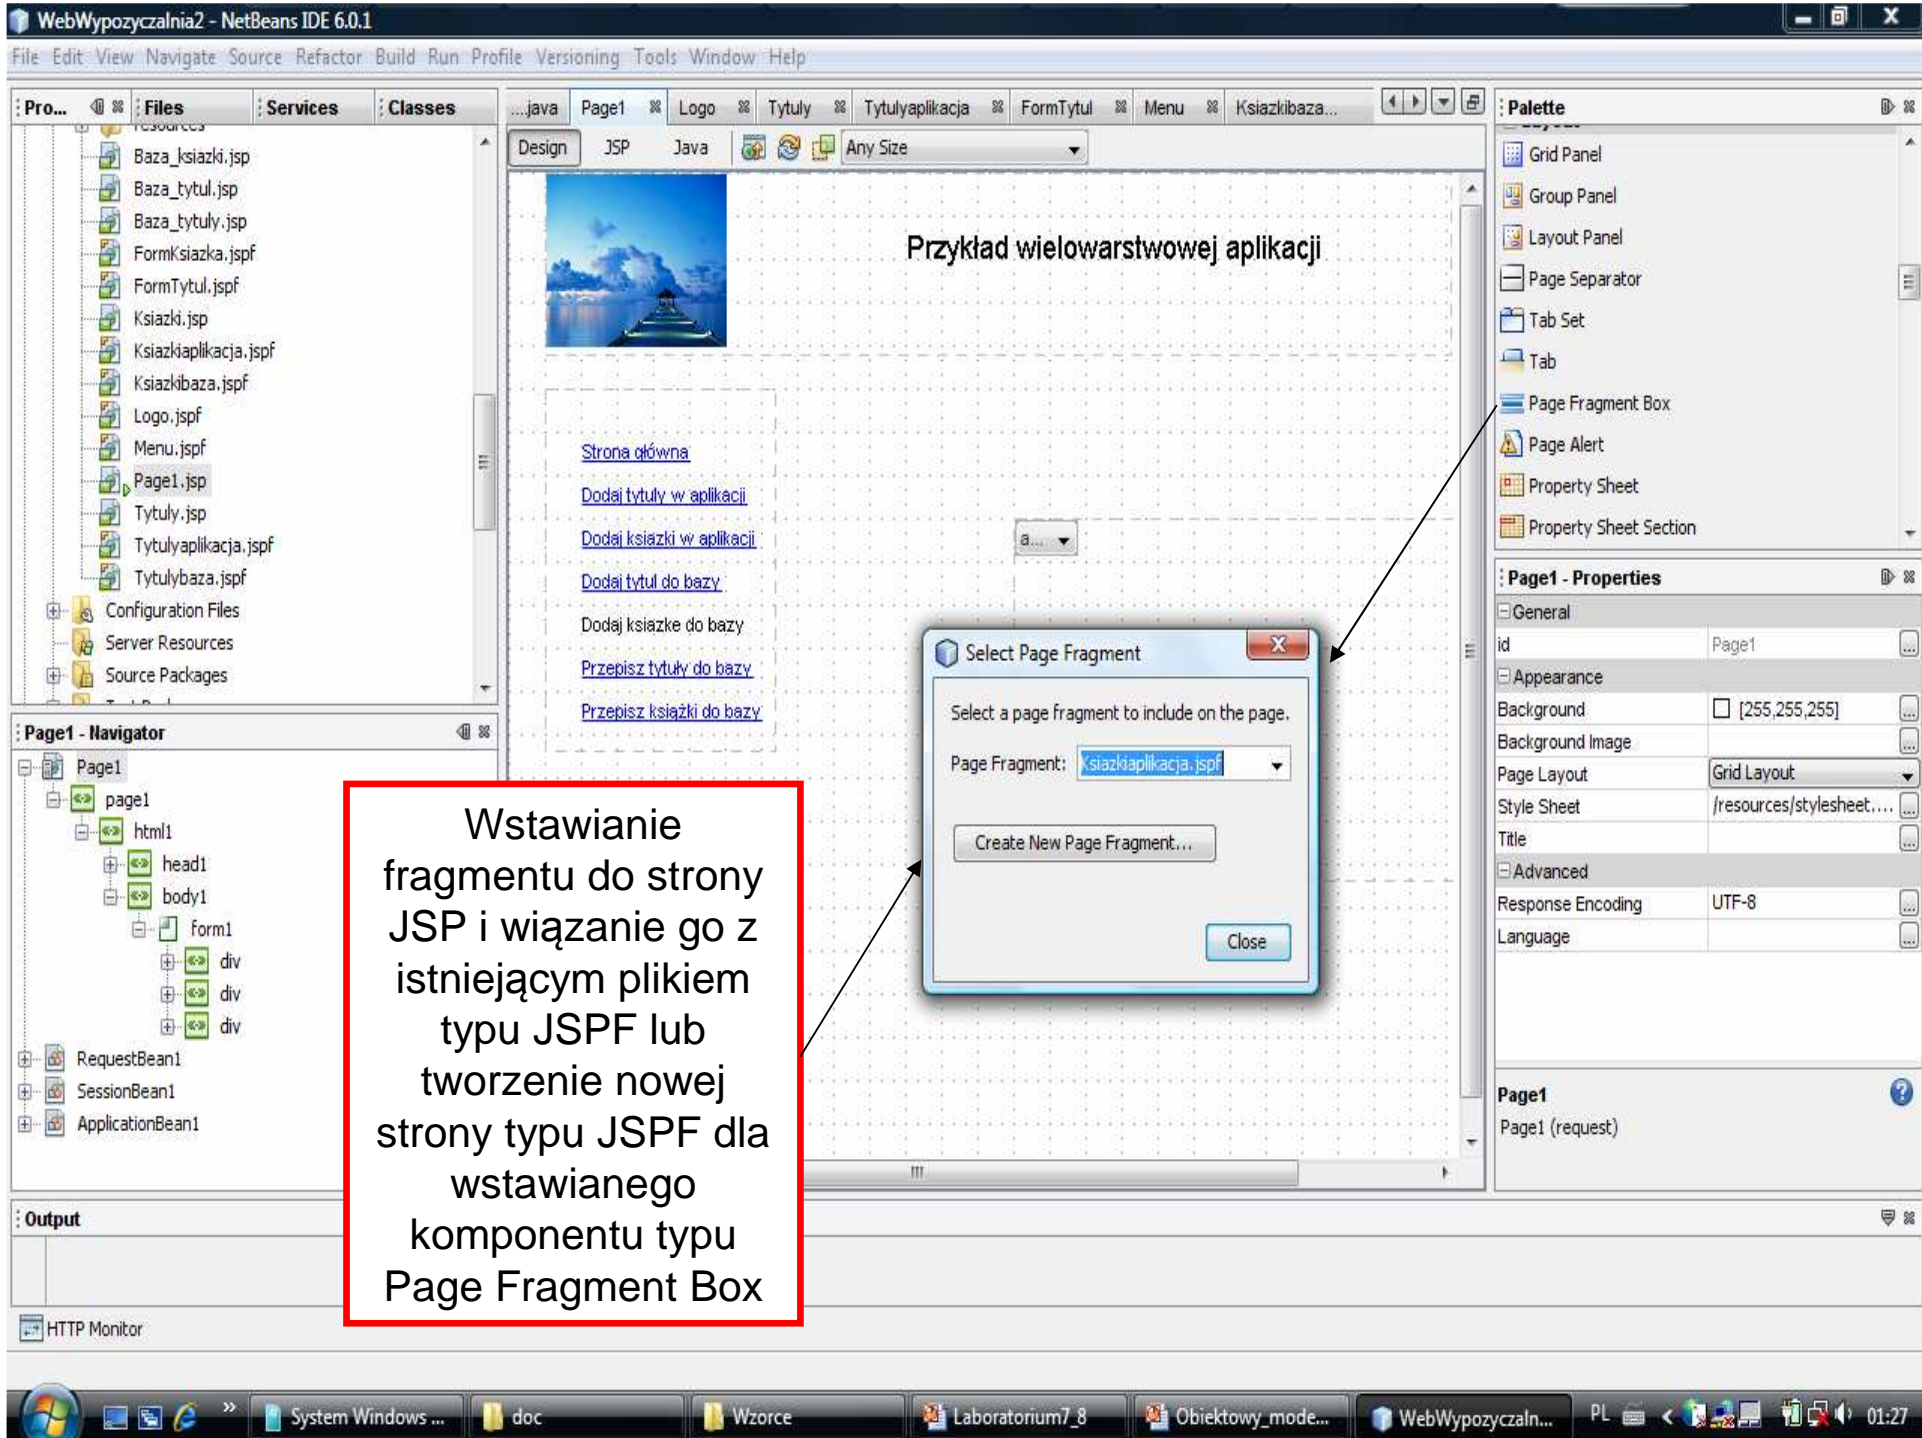 WebWypozyczalnia2 - NetBeans IDE 6.0.1
File Edit View Navigate Source Refactor Build Run Profile Versioning Tools Window Help
Pro... Files Services Classes
resources
Baza_ksiazki.jsp
Baza_tytul.jsp
Baza_tytuly.jsp
FormKsiazka.jspf
FormTytul.jspf
Ksiazki.jsp
Ksiazkiaplikacja.jspf
Ksiazkibaza.jspf
Logo.jspf
Menu.jspf
Page1.jsp
Tytuly.jsp
Tytulyaplikacja.jspf
Tytulybaza.jspf
Configuration Files
Server Resources
Source Packages
Page1 - Navigator
Page1
page1
html1
head1
body1
form1
div
div
div
RequestBean1
SessionBean1
ApplicationBean1
....java Page1 Logo Tytuly Tytulyaplikacja FormTytul Menu Ksiazkibaza...
Design JSP Java Any Size
Przykład wielowarstwowej aplikacji
Strona główna
Dodaj tytuly w aplikacji
Dodaj ksiazki w aplikacji
Dodaj tytul do bazy
Dodaj ksiazke do bazy
Przepisz tytuły do bazy
Przepisz książki do bazy
a...
Select Page Fragment
Select a page fragment to include on the page.
Page Fragment: Ksiazkiaplikacja.jspf
Create New Page Fragment...
Close
Wstawianie
fragmentu do strony
JSP i wiązanie go z
istniejącym plikiem
typu JSPF lub
tworzenie nowej
strony typu JSPF dla
wstawianego
komponentu typu
Page Fragment Box
Palette
Layout
Grid Panel
Group Panel
Layout Panel
Page Separator
Tab Set
Tab
Page Fragment Box
Page Alert
Property Sheet
Property Sheet Section
Page1 - Properties
General
id Page1
Appearance
Background [255,255,255]
Background Image
Page Layout Grid Layout
Style Sheet /resources/stylesheet....
Title
Advanced
Response Encoding UTF-8
Language
Page1
Page1 (request)
Output
HTTP Monitor
System Windows ... doc Wzorce Laboratorium7_8 Obiektowy_mode... WebWypozyczaln... PL 01:27